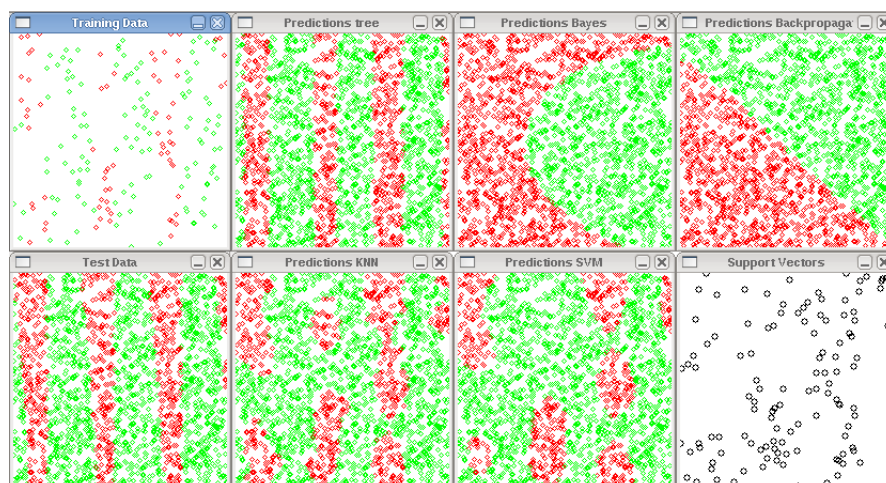 Training Data
Predictions tree
Predictions Bayes
Predictions Backpropaga
Test Data
Predictions KNN
Predictions SVM
Support Vectors